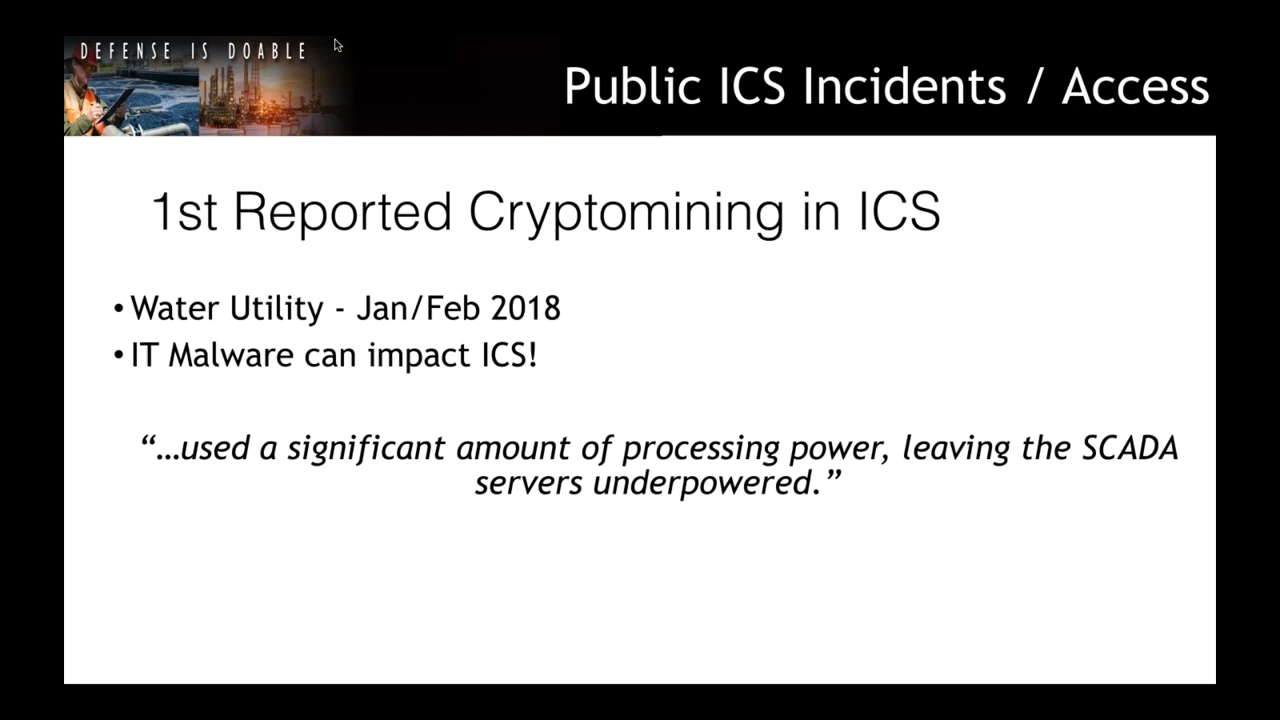 DEFENSE IS DOABLE
Public ICS Incidents / Access
1st Reported Cryptomining in ICS
• Water Utility - Jan/Feb 2018
• IT Malware can impact ICS!
“…used a significant amount of processing power, leaving the SCADA
servers underpowered.”